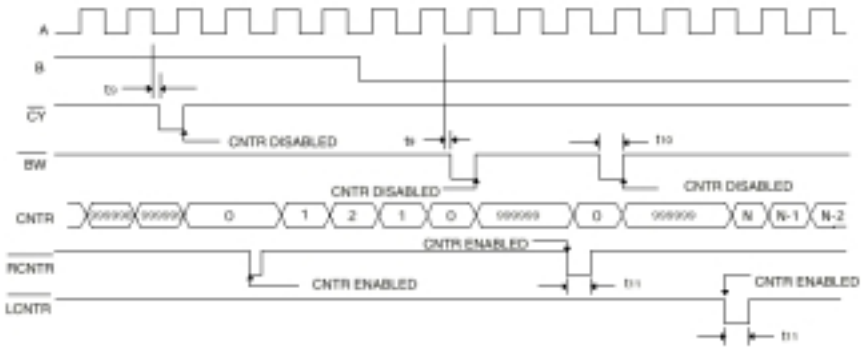 A
B
t9
CY
CNTR DISABLED
t9
t10
BW
CNTR DISABLED
CNTR DISABLED
CNTR 999998 999999 0 1 2 1 0 999999 0 999999 N N-1 N-2
CNTR ENABLED
RCNTR
CNTR ENABLED
t11
CNTR ENABLED
LCNTR
t11